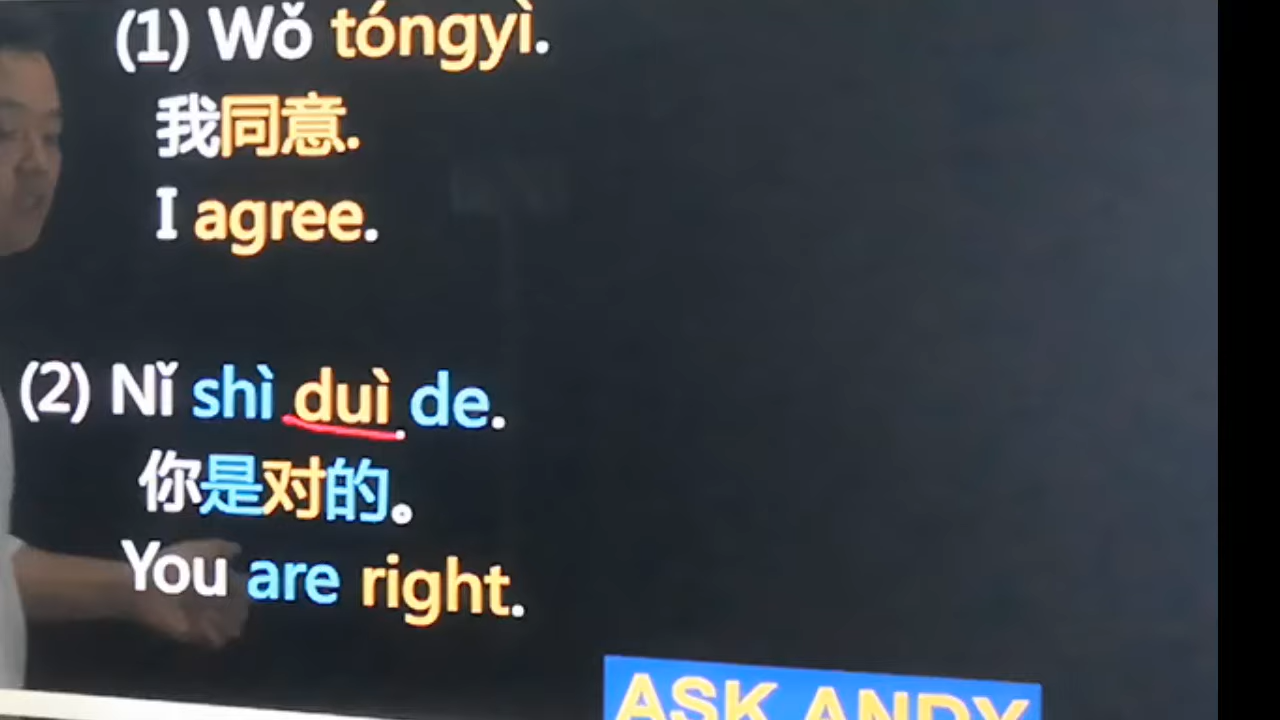 (1) Wǒ tóngyì.
我同意.
I agree.
(2) Nǐ shì duì de.
你是对的。
You are right.
ASK ANDY